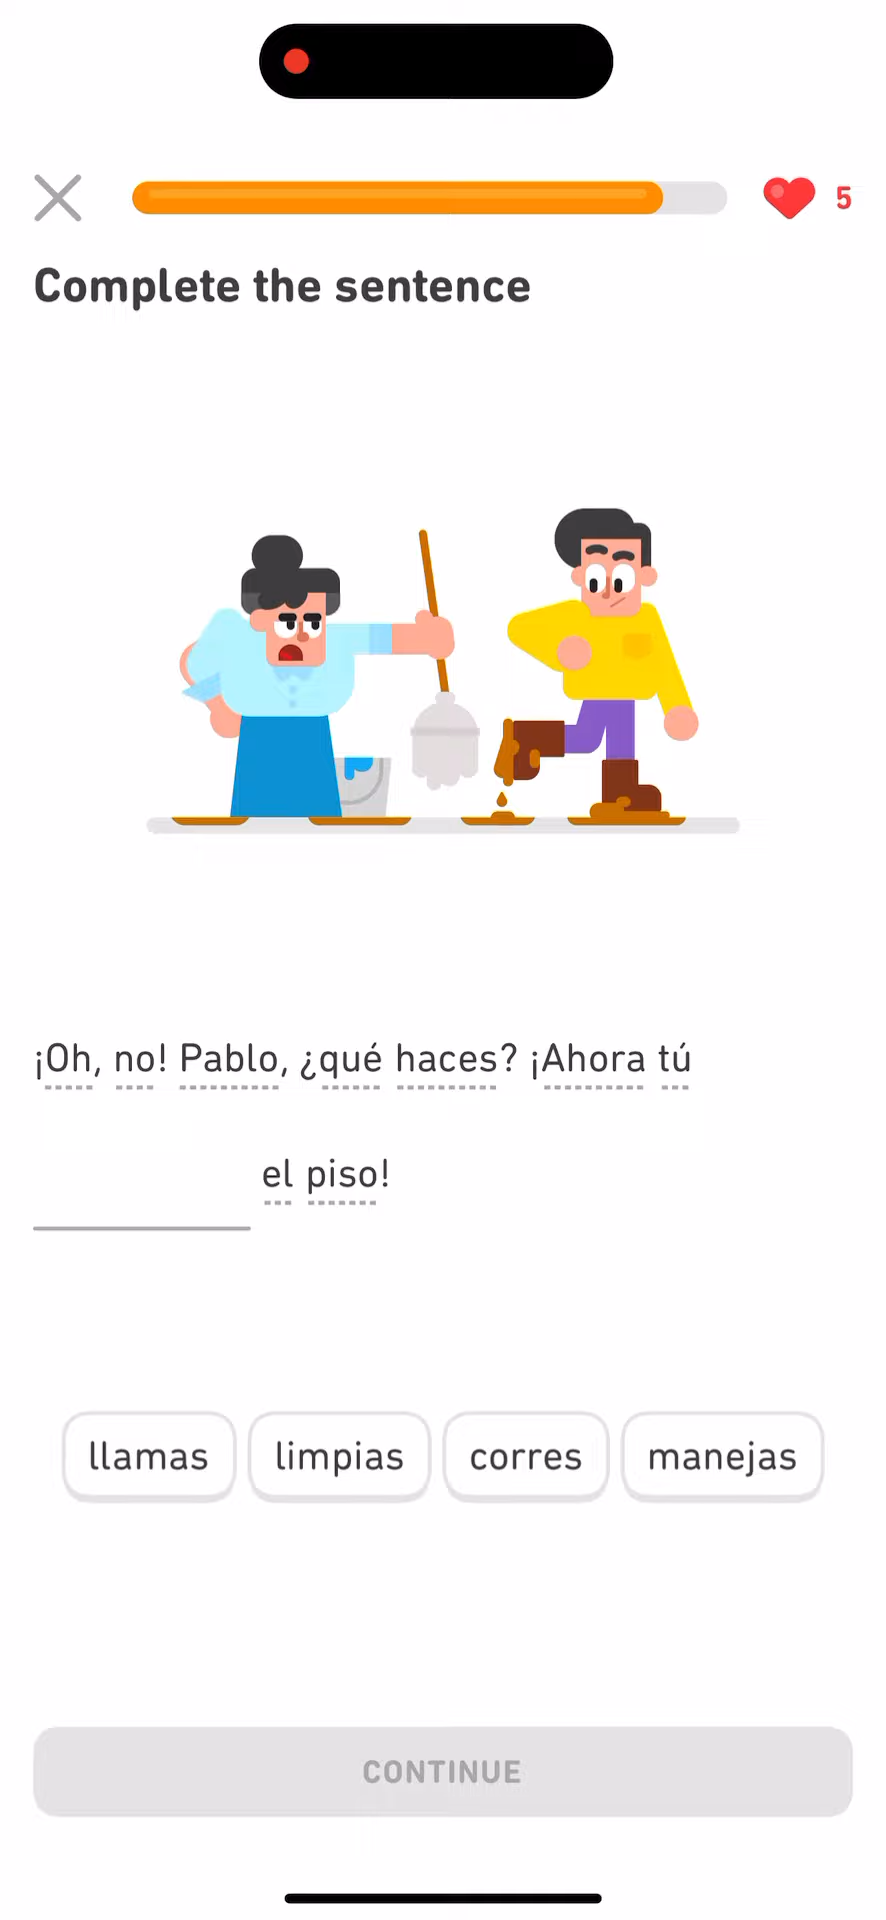 5
Complete the sentence
¡Oh, no! Pablo, ¿qué haces? ¡Ahora tú
el piso!
llamas limpias corres manejas
CONTINUE